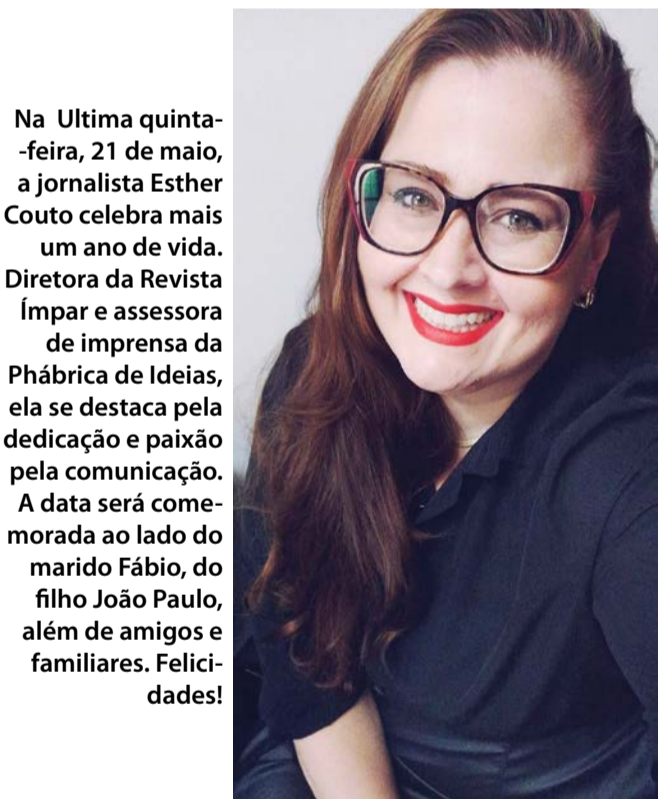 Na Ultima quinta-
-feira, 21 de maio,
a jornalista Esther
Couto celebra mais
um ano de vida.
Diretora da Revista
Ímpar e assessora
de imprensa da
Phábrica de Ideias,
ela se destaca pela
dedicação e paixão
pela comunicação.
A data será come-
morada ao lado do
marido Fábio, do
filho João Paulo,
além de amigos e
familiares. Felici-
dades!